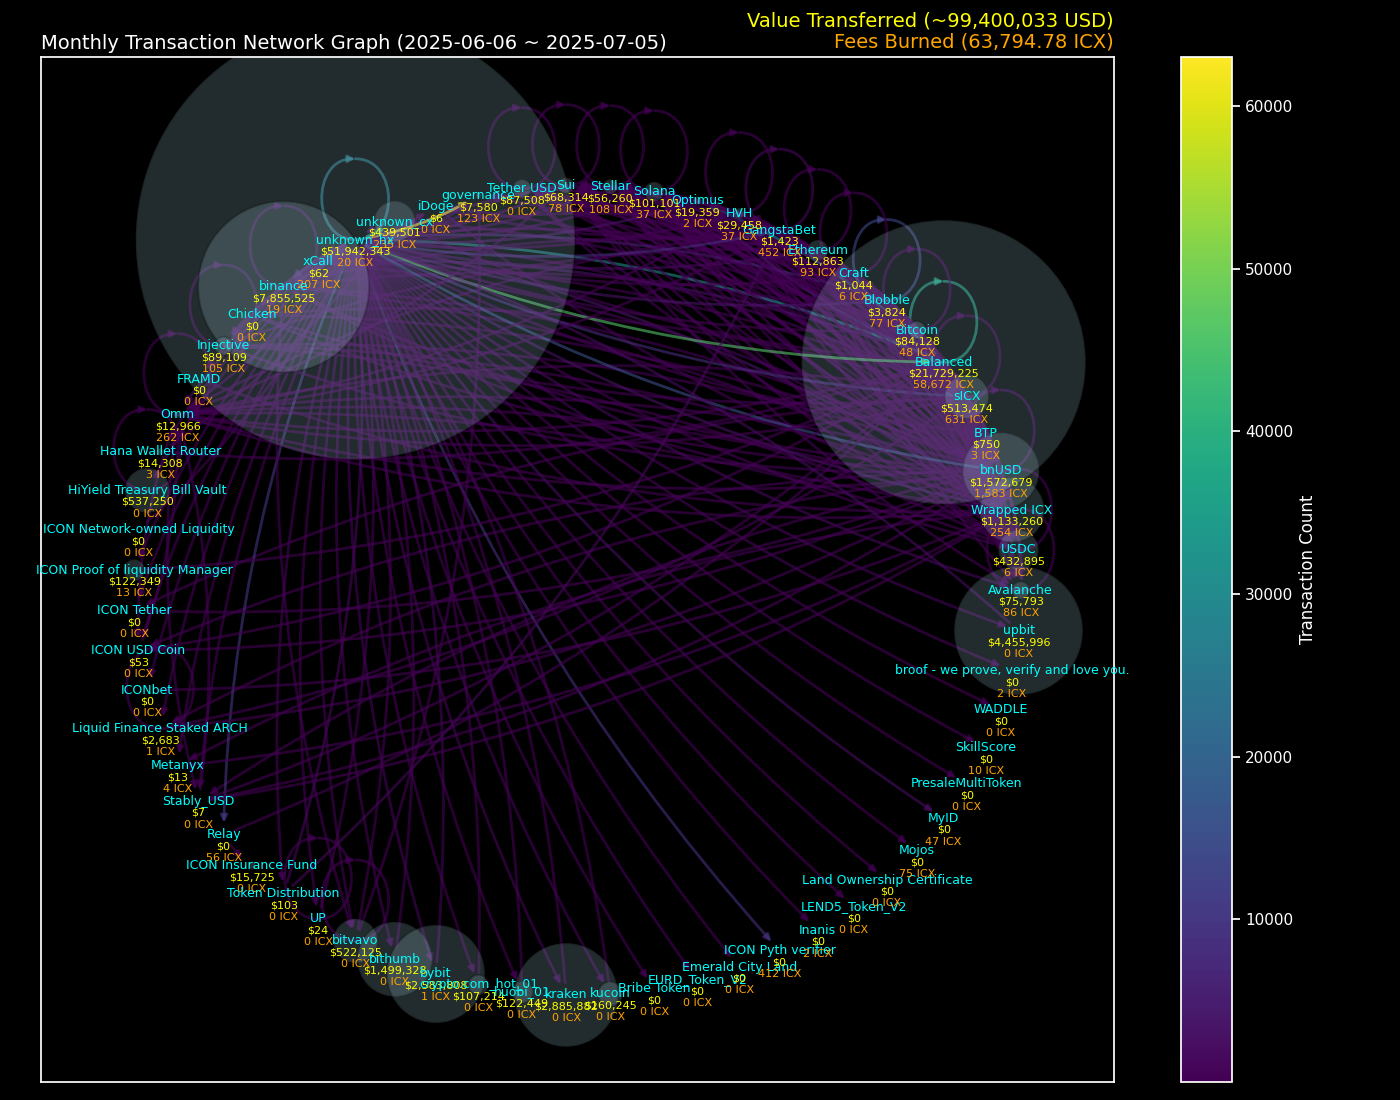 Value Transferred (~99,400,033 USD)
Monthly Transaction Network Graph (2025-06-06 ~ 2025-07-05)
Fees Burned (63,794.78 ICX)
Tether USD
$87,508
0 ICX
Sui
$68,314
78 ICX
Stellar
$56,260
108 ICX
Solana
$101,101
37 ICX
Optimus
$19,359
2 ICX
HVH
$29,458
37 ICX
GangstaBet
$1,423
452 ICX
Ethereum
$112,863
93 ICX
Craft
$1,044
6 ICX
Blobble
$3,824
77 ICX
Bitcoin
$84,128
48 ICX
Balanced
$21,729,225
58,672 ICX
sICX
$513,474
631 ICX
BTP
$750
3 ICX
bnUSD
$1,572,679
1,583 ICX
Wrapped ICX
$1,133,260
254 ICX
USDC
$432,895
6 ICX
Avalanche
$75,793
86 ICX
upbit
$4,455,996
0 ICX
broof - we prove, verify and love you.
$0
2 ICX
WADDLE
$0
0 ICX
SkillScore
$0
10 ICX
PresaleMultiToken
$0
0 ICX
MyID
$0
47 ICX
Mojos
$0
75 ICX
Land Ownership Certificate
$0
0 ICX
LEND5_Token_V2
$0
0 ICX
Inanis
$0
2 ICX
ICON Pyth verifier
$0
412 ICX
Emerald City Land
$0
0 ICX
EURD_Token_V2
$0
0 ICX
Bribe Token
$0
0 ICX
kucoin
$160,245
0 ICX
kraken
0 ICX
huobi_01
$122,449
0 ICX
$107,214
0 ICX
bybit
1 ICX
bithumb
$1,499,328
0 ICX
bitvavo
$522,125
0 ICX
UP
$24
0 ICX
Token Distribution
$103
0 ICX
ICON Insurance Fund
$15,725
0 ICX
Relay
$0
56 ICX
Stably_USD
$7
0 ICX
Metanyx
$13
4 ICX
Liquid Finance Staked ARCH
$2,683
1 ICX
ICONbet
$0
0 ICX
ICON USD Coin
$53
0 ICX
ICON Tether
$0
0 ICX
ICON Proof of liquidity Manager
$122,349
13 ICX
ICON Network-owned Liquidity
$0
0 ICX
HiYield Treasury Bill Vault
$537,250
0 ICX
Hana Wallet Router
$14,308
3 ICX
Omm
$12,966
262 ICX
FRAMD
$0
0 ICX
Injective
$89,109
105 ICX
Chicken
$0
0 ICX
binance
$7,855,525
19 ICX
xCall
$62
207 ICX
unknown_hx
$51,942,343
20 ICX
unknown_cx
$439,501
ICX
iDoge
$6
0 ICX
governance
$7,580
123 ICX
60000
50000
40000
30000
20000
10000
Transaction Count